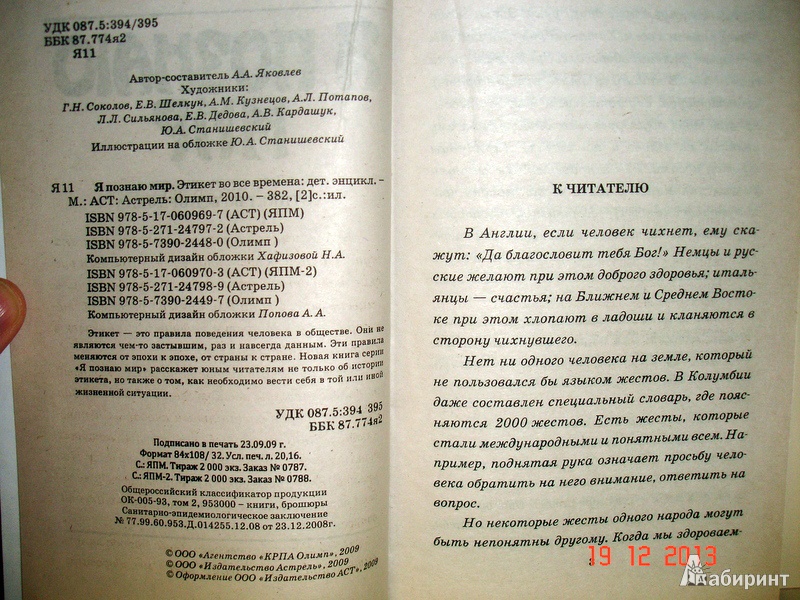 УДК 087.5:394/395
ББК 87.774я2
Я11
Автор-составитель А.А. Яковлев
Художники:
Г.Н. Соколов, Е.В. Шелкун, А.М. Кузнецов, А.Л. Потапов,
Л.Л. Сильянова, Е.В. Дедова, А.В. Кардашук,
Ю.А. Станишевский
Иллюстрации на обложке Ю.А. Станишевский
Я 11 Я познаю мир. Этикет во все времена: дет. энцикл. –
М.: АСТ: Астрель: Олимп, 2010. – 382, [2]с.:ил.
ISBN 978-5-17-060969-7 (АСТ) (ЯПМ)
ISBN 978-5-271-24797-2 (Астрель)
ISBN 978-5-7390-2448-0 (Олимп )
Компьютерный дизайн обложки Хафизовой Н.А.
ISBN 978-5-17-060970-3 (АСТ) (ЯПМ-2)
ISBN 978-5-271-24798-9 (Астрель)
ISBN 978-5-7390-2449-7 (Олимп )
Компьютерный дизайн обложки Попова А. А.
Этикет — это правила поведения человека в обществе. Они не
являются чем-то застывшим, раз и навсегда данным. Эти правила
меняются от эпохи к эпохе, от страны к стране. Новая книга серии
«Я познаю мир» расскажет юным читателям не только об истории
этикета, но также о том, как необходимо вести себя в той или иной
жизненной ситуации.
УДК 087.5:394 395
ББК 87.774я2
Подписано в печать 23.09.09 г.
Формат 84x108/ 32. Усл. печ. л. 20,16.
С.: ЯПМ. Тираж 2 000 экз. Заказ № 0787.
С.: ЯПМ-2. Тираж 2 000 экз. Заказ № 0788.
Общероссийский классификатор продукции
ОК-005-93, том 2, 953000 – книги, брошюры
Санитарно-эпидемиологическое заключение
№ 77.99.60.953.Д.014255.12.08 от 23.12.2008г.
© ООО «Агентство «КРПА Олимп», 2009
© ООО «Издательство Астрель», 2009
© Оформление ООО «Издательство АСТ», 2009
К ЧИТАТЕЛЮ
В Англии, если человек чихнет, ему ска-
жут: «Да благословит тебя Бог!» Немцы и рус-
ские желают при этом доброго здоровья; италь-
янцы — счастья; на Ближнем и Среднем Восто-
ке при этом хлопают в ладоши и кланяются в
сторону чихнувшего.
Нет ни одного человека на земле, который
не пользовался бы языком жестов. В Колумбии
даже составлен специальный словарь, где пояс-
няются 2000 жестов. Есть жесты, которые
стали международными и понятными всем. На-
пример, поднятая рука означает просьбу чело-
века обратить на него внимание, ответить на
вопрос.
Но некоторые жесты одного народа могут
быть непонятны другому. Когда мы здороваем-
19 12 2013
Лабиринт